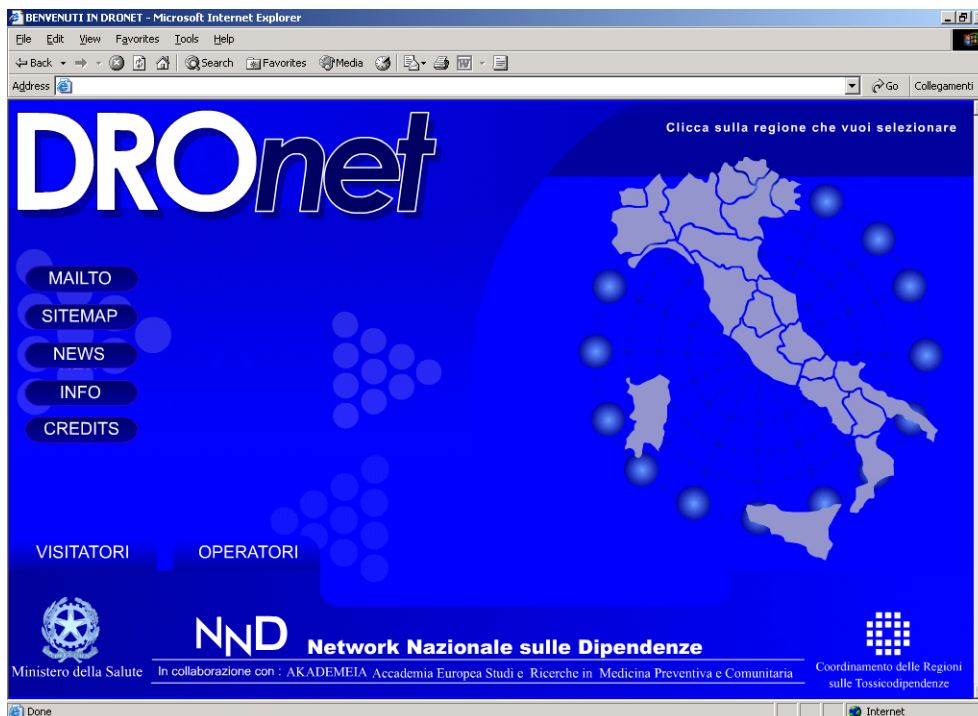 BENVENUTI IN DRONET - Microsoft Internet Explorer
File Edit View Favorites Tools Help
Back Search Favorites Media
Address Go Collegamenti
DROnet
Clicca sulla regione che vuoi selezionare
MAILTO
SITEMAP
NEWS
INFO
CREDITS
VISITATORI OPERATORI
NND Network Nazionale sulle Dipendenze
Ministero della Salute
In collaborazione con : AKADEMEIA Accademia Europea Studi e Ricerche in Medicina Preventiva e Comunitaria
Coordinamento delle Regioni
sulle Tossicodipendenze
Done Internet